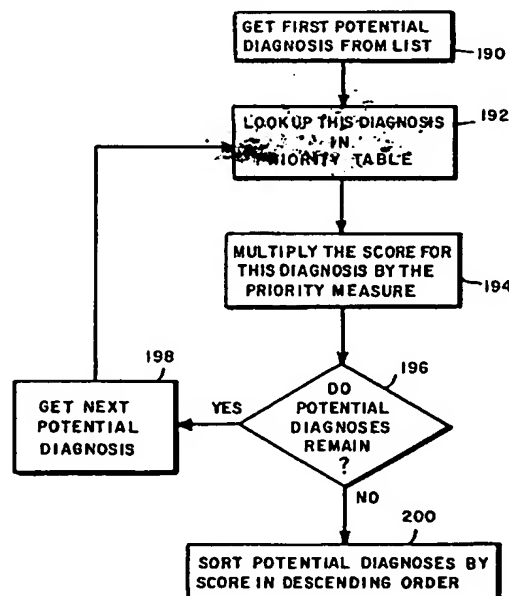 GET FIRST POTENTIAL
DIAGNOSIS FROM LIST
190
LOOKUP THIS DIAGNOSIS
IN
PRIORITY TABLE
192
MULTIPLY THE SCORE FOR
THIS DIAGNOSIS BY THE
PRIORITY MEASURE
194
196
DO
POTENTIAL
DIAGNOSES
REMAIN
?
YES
198
GET NEXT
POTENTIAL
DIAGNOSIS
NO
200
SORT POTENTIAL DIAGNOSES BY
SCORE IN DESCENDING ORDER